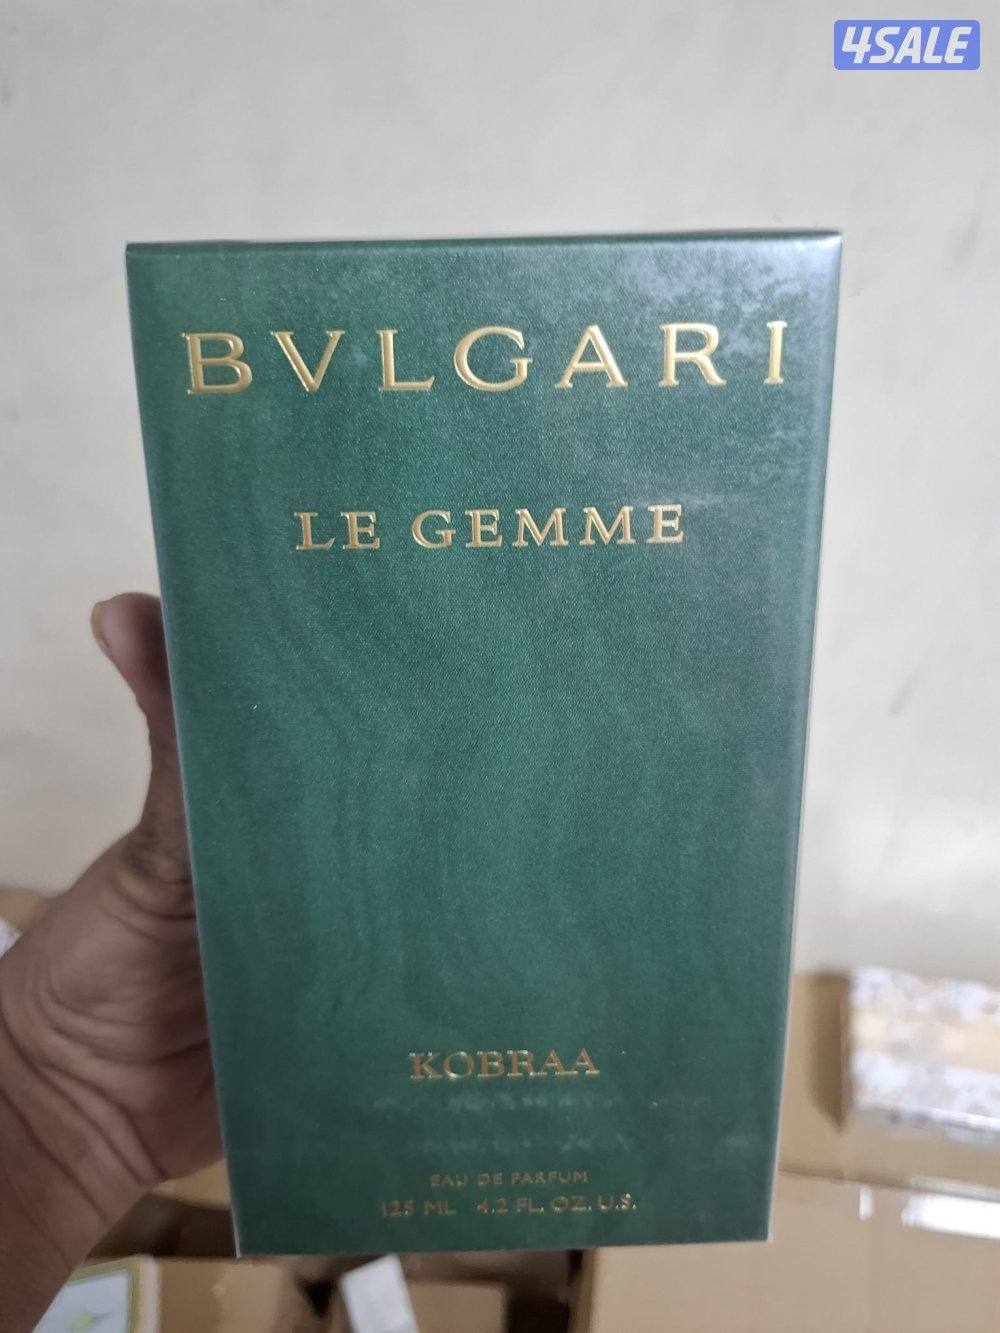 4SALE
BVLGARI
LE GEMME
KOBRAA
EAU DE PARFUM
125 ML 4.2 FL. OZ. U.S.